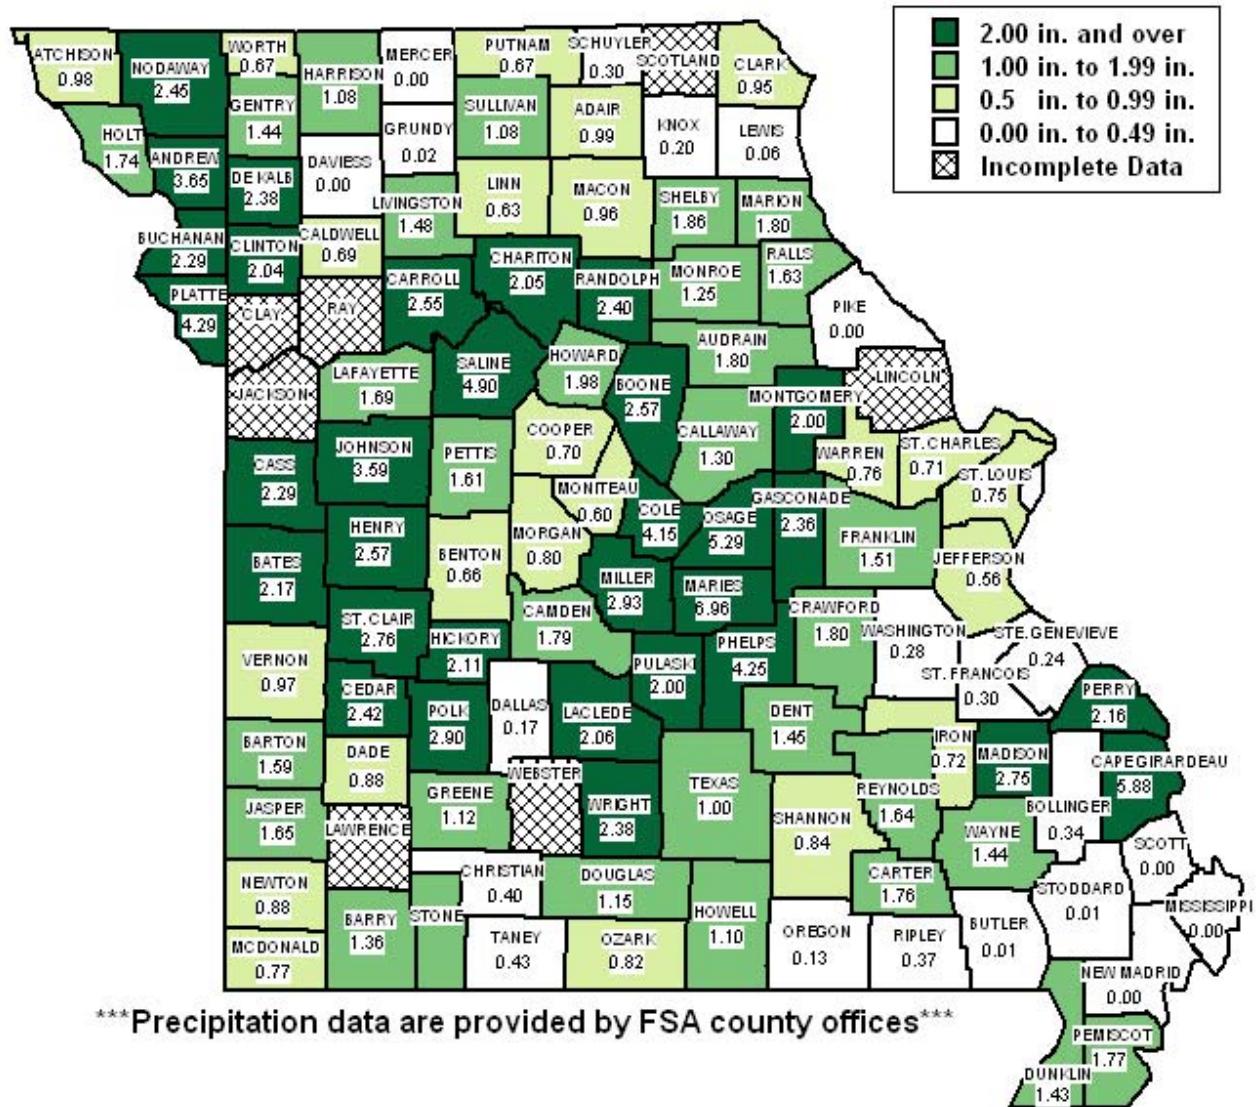 2.00 in. and over
1.00 in. to 1.99 in.
0.5 in. to 0.99 in.
0.00 in. to 0.49 in.
Incomplete Data
ATCHISON
0.98
NODAWAY
2.45
WORTH
0.67
HARRISON
1.08
MERCER
0.00
PUTNAM
0.67
SCHUYLER
0.30
SCOTLAND
CLARK
0.95
HOLT
1.74
GENTRY
1.44
GRUNDY
0.02
SULLIVAN
1.08
ADAIR
0.99
KNOX
0.20
LEWIS
0.06
ANDREW
3.65
DE KALB
2.38
DAVIESS
0.00
LIVINGSTON
1.48
LINN
0.63
MACON
0.96
SHELBY
1.86
MARION
1.80
BUCHANAN
2.29
CLINTON
2.04
CALDWELL
0.69
CARROLL
2.55
CHARITON
2.05
RANDOLPH
2.40
MONROE
1.25
RALLS
1.63
PLATTE
4.29
CLAY
RAY
PIKE
0.00
AUDRAIN
1.80
JACKSON
LAFAYETTE
1.69
SALINE
4.90
HOWARD
1.98
BOONE
2.57
LINCOLN
MONTGOMERY
2.00
CALLAWAY
1.30
COOPER
0.70
CASS
2.29
JOHNSON
3.59
PETTIS
1.61
WARREN
0.76
ST. CHARLES
0.71
ST. LOUIS
0.75
MONITEAU
0.60
COLE
4.15
OSAGE
5.29
GASCONADE
2.36
FRANKLIN
1.51
JEFFERSON
0.56
BATES
2.17
HENRY
2.57
BENTON
0.66
MORGAN
0.80
MILLER
2.93
MARIES
6.96
CRAWFORD
1.80
WASHINGTON
0.28
STE. GENEVIEVE
0.24
ST. FRANCOIS
0.30
ST. CLAIR
2.76
HICKORY
2.11
CAMDEN
1.79
PULASKI
2.00
PHELPS
4.25
VERNON
0.97
CEDAR
2.42
POLK
2.90
DALLAS
0.17
LACLEDE
2.06
DENT
1.45
IRON
0.72
MADISON
2.75
PERRY
2.16
CAPE GIRARDEAU
5.88
BARTON
1.59
DADE
0.88
GREENE
1.12
WEBSTER
WRIGHT
2.38
TEXAS
1.00
SHANNON
0.84
REYNOLDS
1.64
BOLLINGER
0.34
JASPER
1.65
LAWRENCE
WAYNE
1.44
SCOTT
0.00
NEWTON
0.88
CHRISTIAN
0.40
DOUGLAS
1.15
HOWELL
1.10
CARTER
1.76
STODDARD
0.01
MISSISSIPPI
0.00
MCDONALD
0.77
BARRY
1.36
STONE
TANEY
0.43
OZARK
0.82
OREGON
0.13
RIPLEY
0.37
BUTLER
0.01
NEW MADRID
0.00
PEMISCOT
1.77
DUNKLIN
1.43
***Precipitation data are provided by FSA county offices***